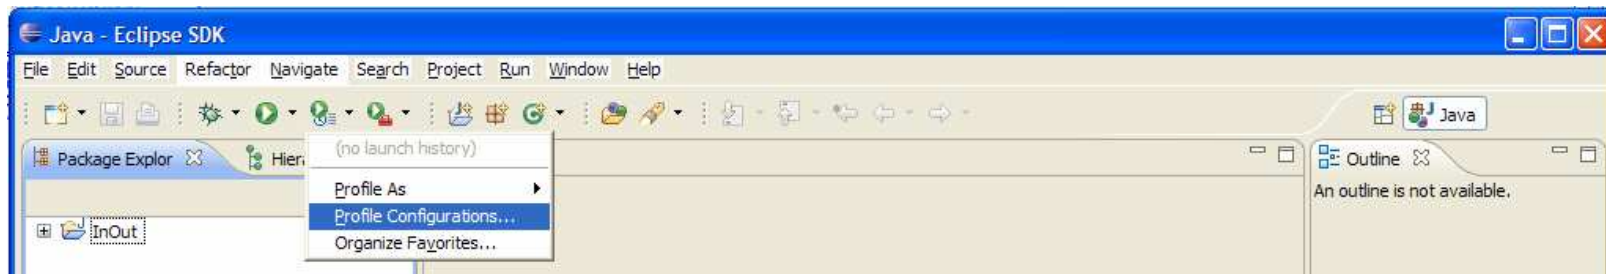 Java - Eclipse SDK
File Edit Source Refactor Navigate Search Project Run Window Help
Java
Package Explor Hier
(no launch history)
Outline
Profile As
An outline is not available.
Profile Configurations...
InOut
Organize Favorites...